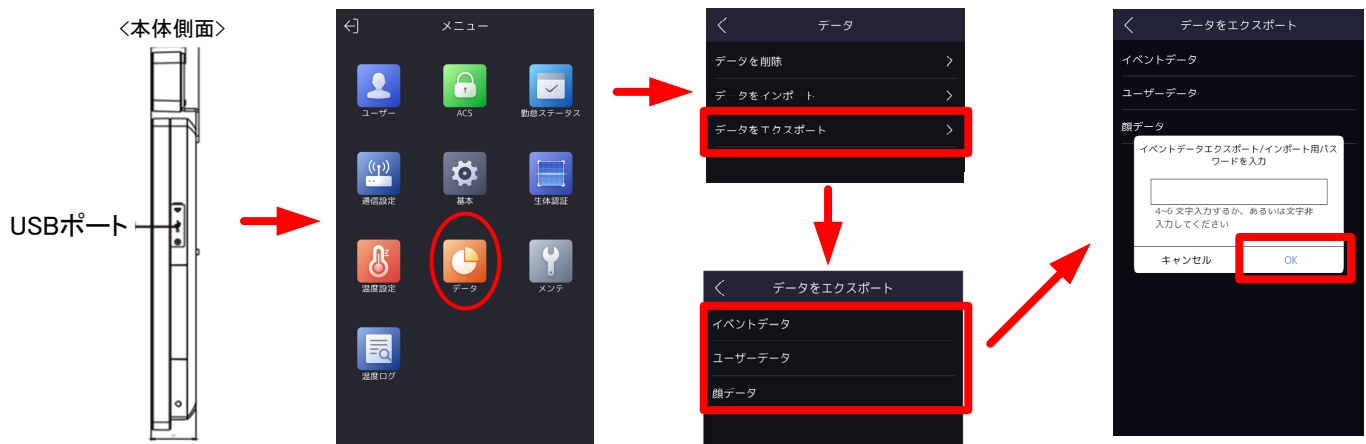 <本体側面>
USBポート
メニュー
ユーザー
ACS
勤怠ステータス
通信設定
基本
生体認証
温度設定
データ
メンテ
温度ログ
データ
データを削除
データをインポート
データをエクスポート
データをエクスポート
イベントデータ
ユーザーデータ
顔データ
データをエクスポート
イベントデータ
ユーザーデータ
顔データ
イベントデータエクスポート/インポート用パス
ワードを入力
4~6 文字入力するか、あるいは文字非
入力してください
キャンセル
OK